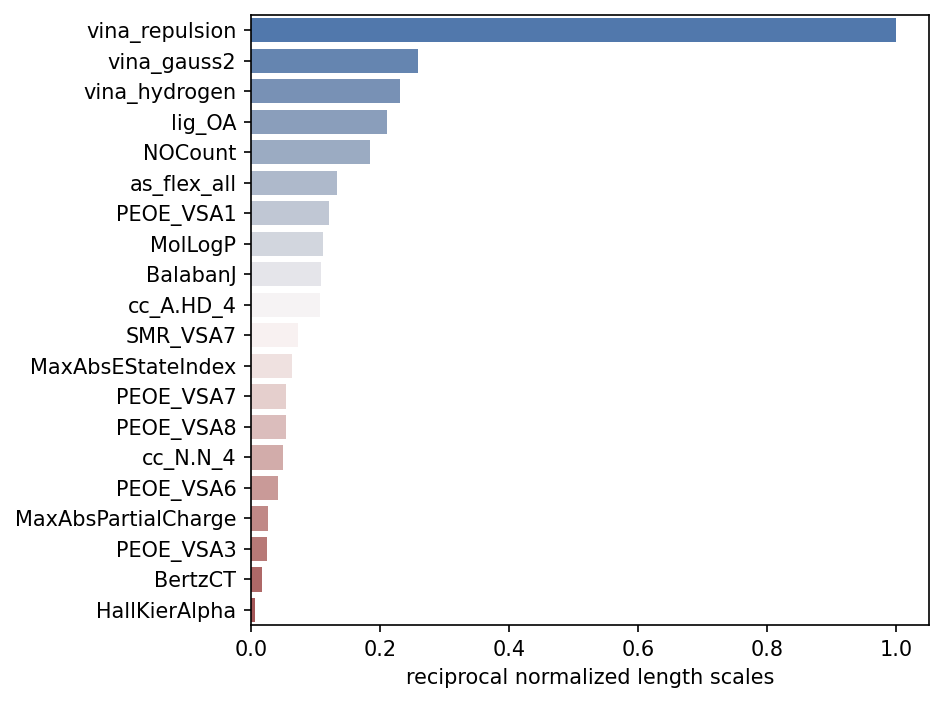 vina_repulsion
vina_gauss2
vina_hydrogen
lig_OA
NOCount
as_flex_all
PEOE_VSA1
MolLogP
BalabanJ
cc_A.HD_4
SMR_VSA7
MaxAbsEStateIndex
PEOE_VSA7
PEOE_VSA8
cc_N.N_4
PEOE_VSA6
MaxAbsPartialCharge
PEOE_VSA3
BertzCT
HallKierAlpha
0.0 0.2 0.4 0.6 0.8 1.0
reciprocal normalized length scales